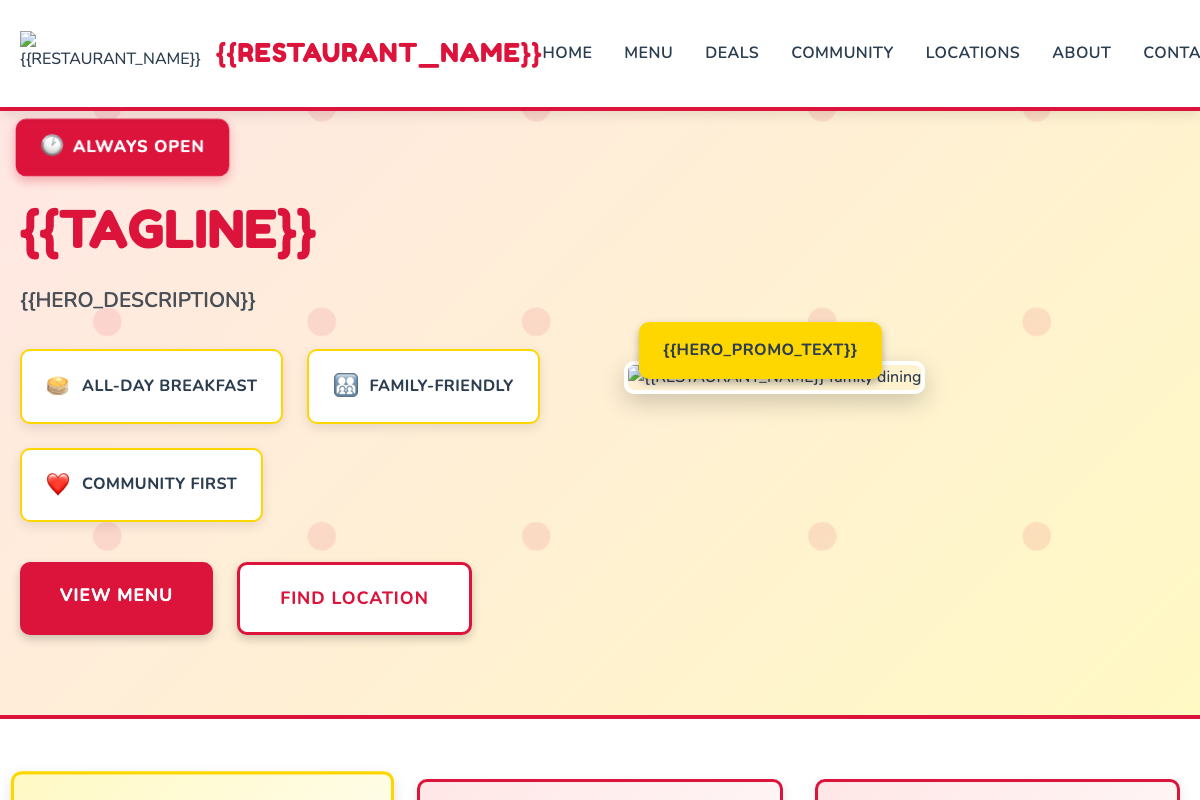 {{RESTAURANT_NAME}}
{{RESTAURANT_NAME}}
HOME MENU DEALS COMMUNITY LOCATIONS ABOUT CONTA
ALWAYS OPEN
{{TAGLINE}}
{{HERO_DESCRIPTION}}
ALL-DAY BREAKFAST
FAMILY-FRIENDLY
COMMUNITY FIRST
VIEW MENU
FIND LOCATION
{{HERO_PROMO_TEXT}}
{{RESTAURANT_NAME}} family dining